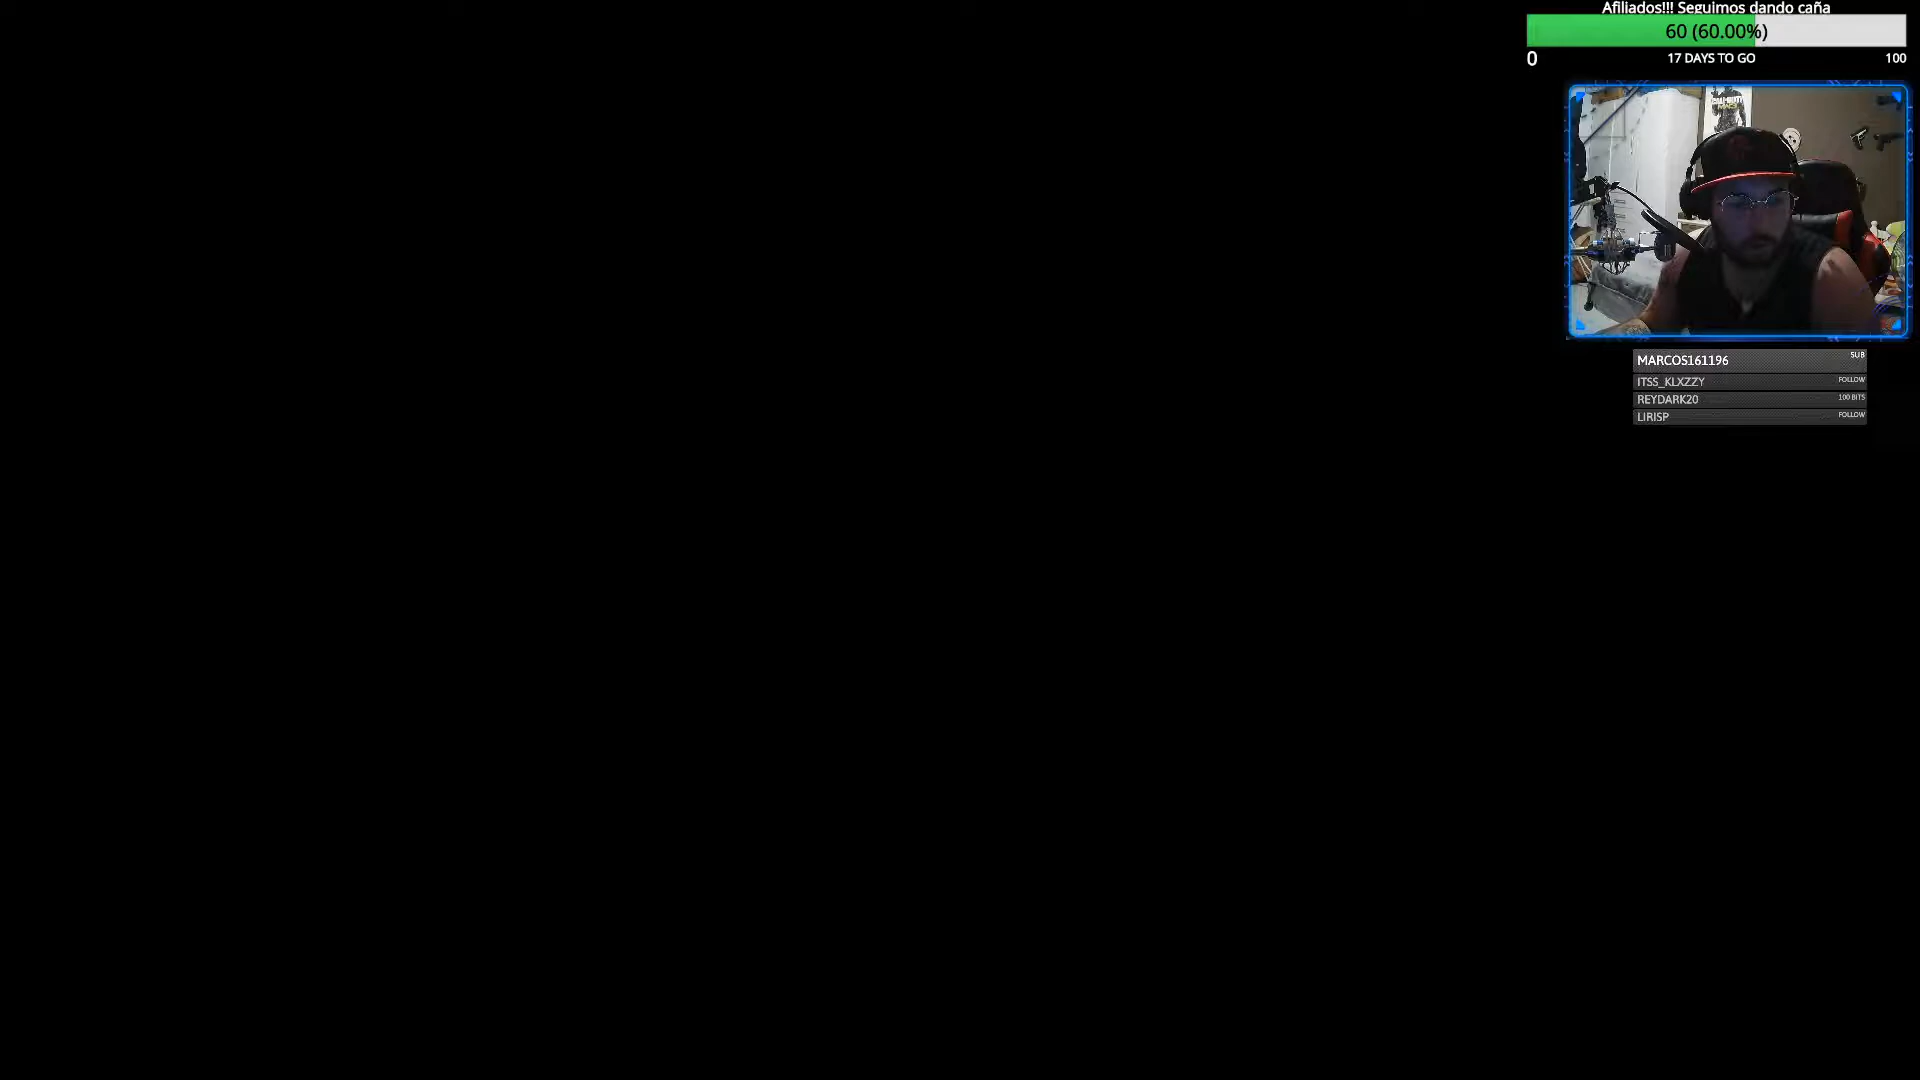 Afiliados!!! Seguimos dando caña
60 (60.00%)
0 17 DAYS TO GO 100
MARCOS161196 SUB
ITSS_KLXZZY FOLLOW
REYDARK20 100 BITS
LIRISP FOLLOW